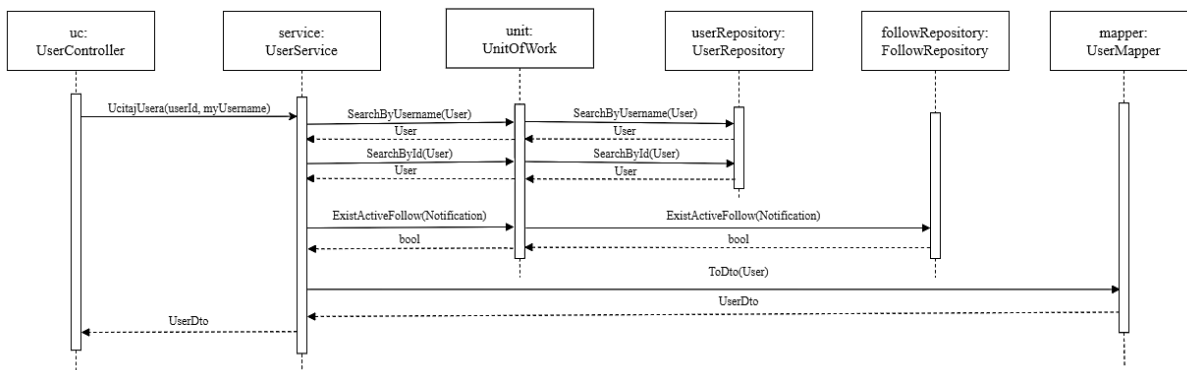 uc:
UserController
service:
UserService
unit:
UnitOfWork
userRepository:
UserRepository
followRepository:
FollowRepository
mapper:
UserMapper
UcitajUsera(userId, myUsername)
SearchByUsername(User)
SearchByUsername(User)
User
User
SearchById(User)
SearchById(User)
User
User
ExistActiveFollow(Notification)
ExistActiveFollow(Notification)
bool
bool
ToDto(User)
UserDto
UserDto